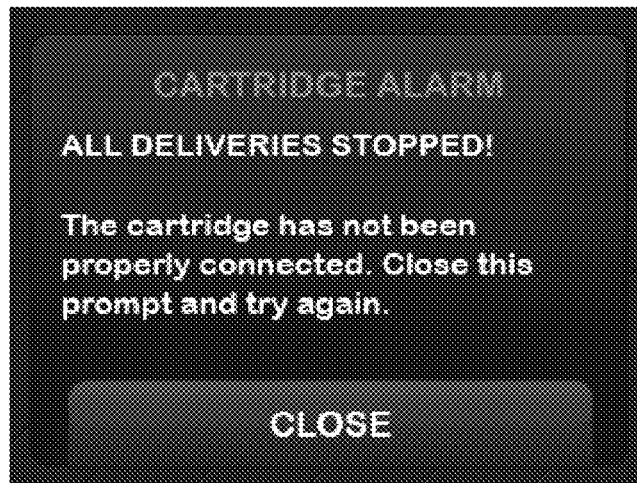 CARTRIDGE ALARM
ALL DELIVERIES STOPPED!
The cartridge has not been
properly connected. Close this
prompt and try again.
CLOSE